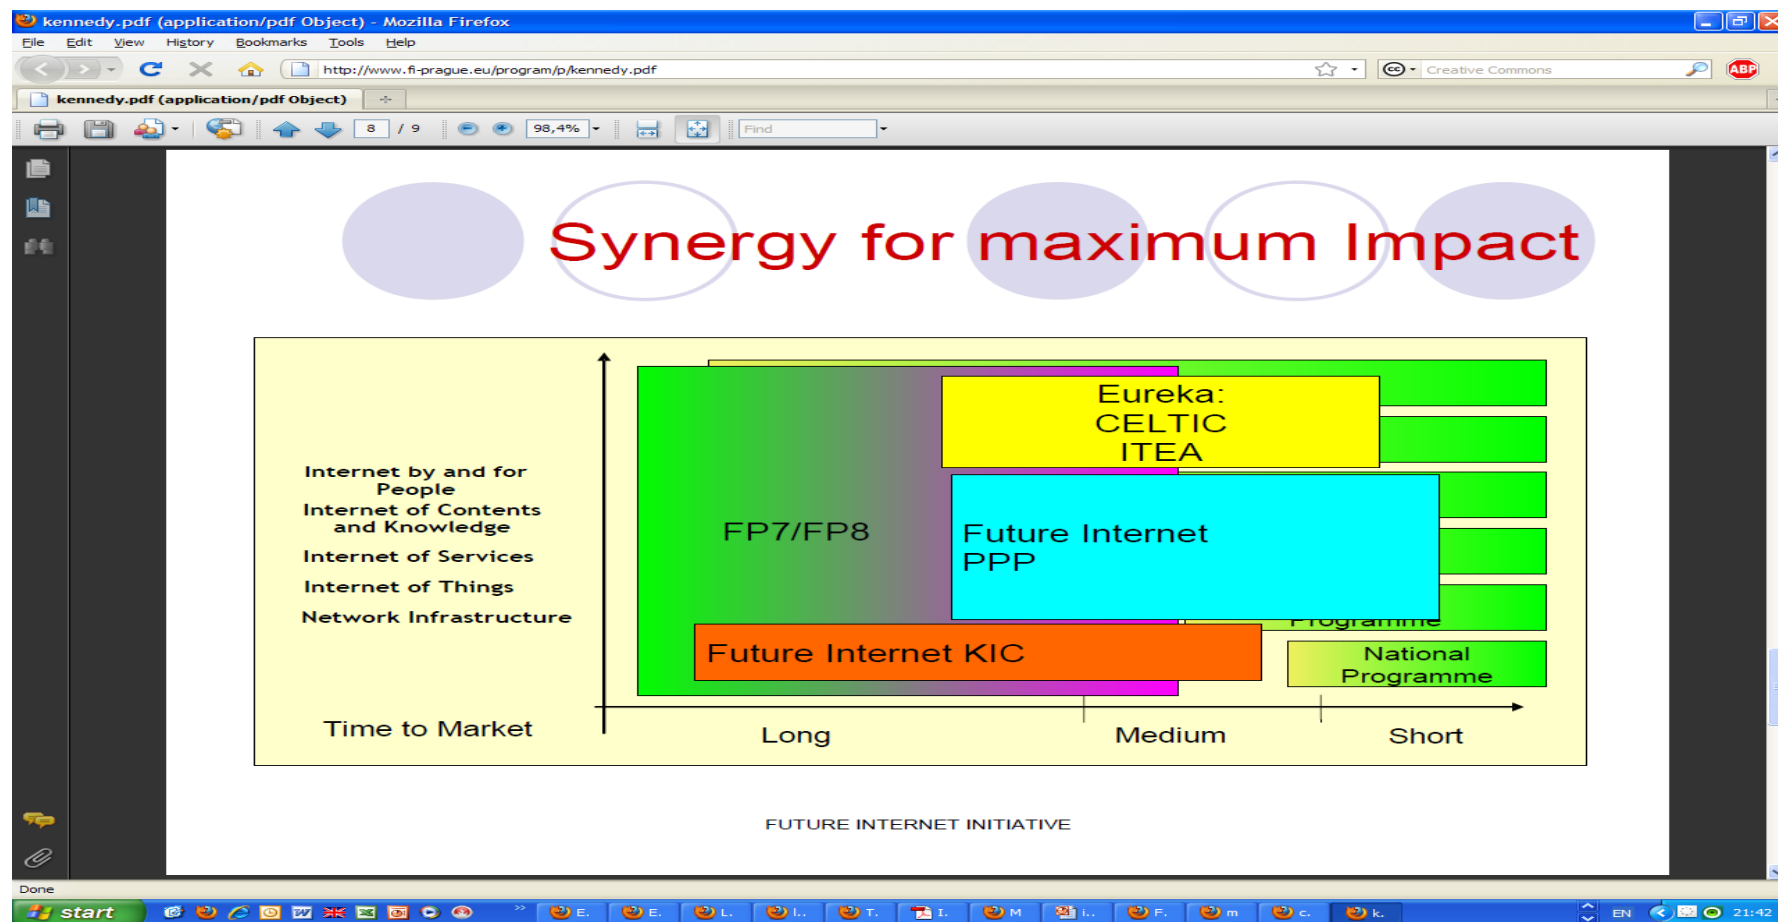 kennedy.pdf (application/pdf Object) - Mozilla Firefox
File Edit View History Bookmarks Tools Help
http://www.fi-prague.eu/program/p/kennedy.pdf
Creative Commons
ABP
kennedy.pdf (application/pdf Object)
8 / 9
98,4%
Find
Synergy for maximum Impact
Eureka:
CELTIC
ITEA
Internet by and for
People
Internet of Contents
and Knowledge
Internet of Services
Internet of Things
Network Infrastructure
FP7/FP8
Future Internet
PPP
Programme
Future Internet KIC
National
Programme
Time to Market
Long
Medium
Short
FUTURE INTERNET INITIATIVE
Done
start
E.
E.
L.
I..
T.
I.
M
i..
F.
m
c.
k.
EN
21:42